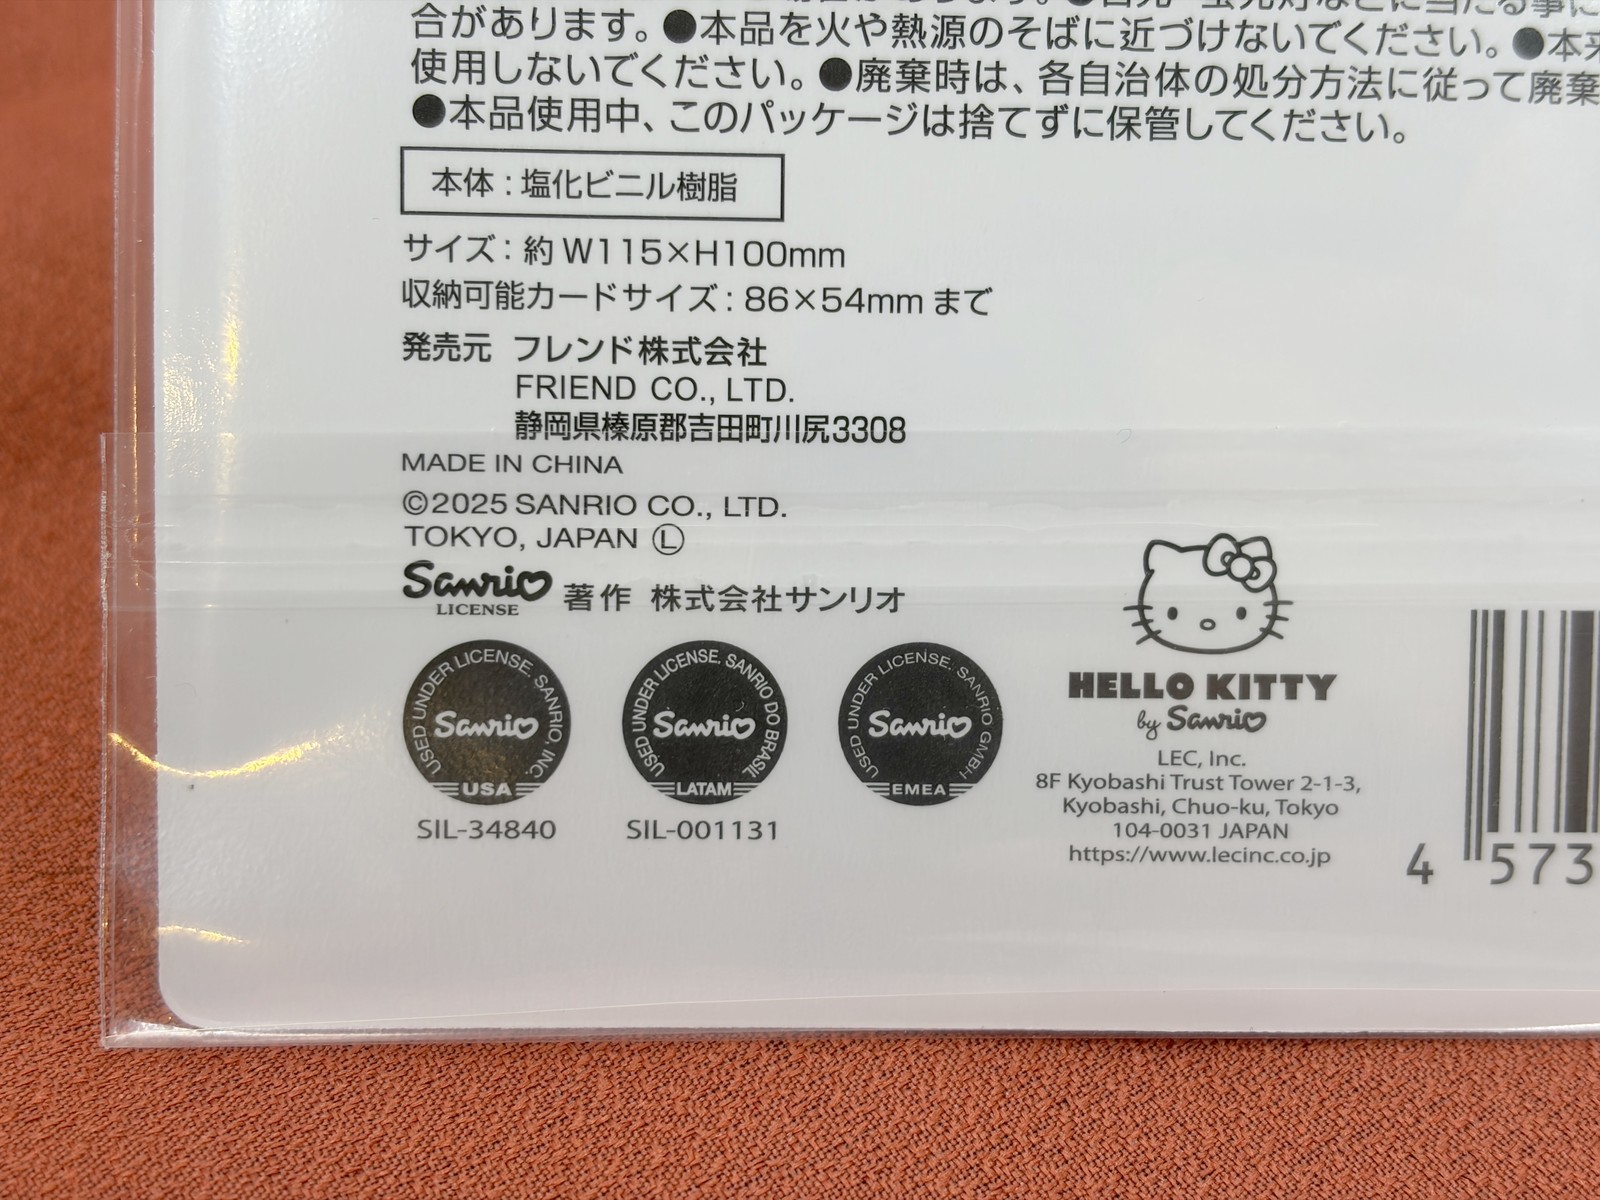 合があります。●本品を火や熱源のそばに近づけないでください。●本来
使用しないでください。●廃棄時は、各自治体の処分方法に従って廃棄
●本品使用中、このパッケージは捨てずに保管してください。
本体：塩化ビニル樹脂
サイズ：約W115×H100mm
収納可能カードサイズ：86×54mmまで
発売元 フレンド株式会社
FRIEND CO., LTD.
静岡県榛原郡吉田町川尻3308
MADE IN CHINA
©2025 SANRIO CO., LTD.
TOKYO, JAPAN Ⓛ
Sanrio
LICENSE
著作 株式会社サンリオ
USED UNDER LICENSE. SANRIO, INC.
Sanrio
USA
SIL-34840
USED UNDER LICENSE. SANRIO DO BRASIL
Sanrio
LATAM
SIL-001131
USED UNDER LICENSE. SANRIO GMBH
Sanrio
EMEA
HELLO KITTY
by Sanrio
LEC, Inc.
8F Kyobashi Trust Tower 2-1-3,
Kyobashi, Chuo-ku, Tokyo
104-0031 JAPAN
https://www.lecinc.co.jp
4 573